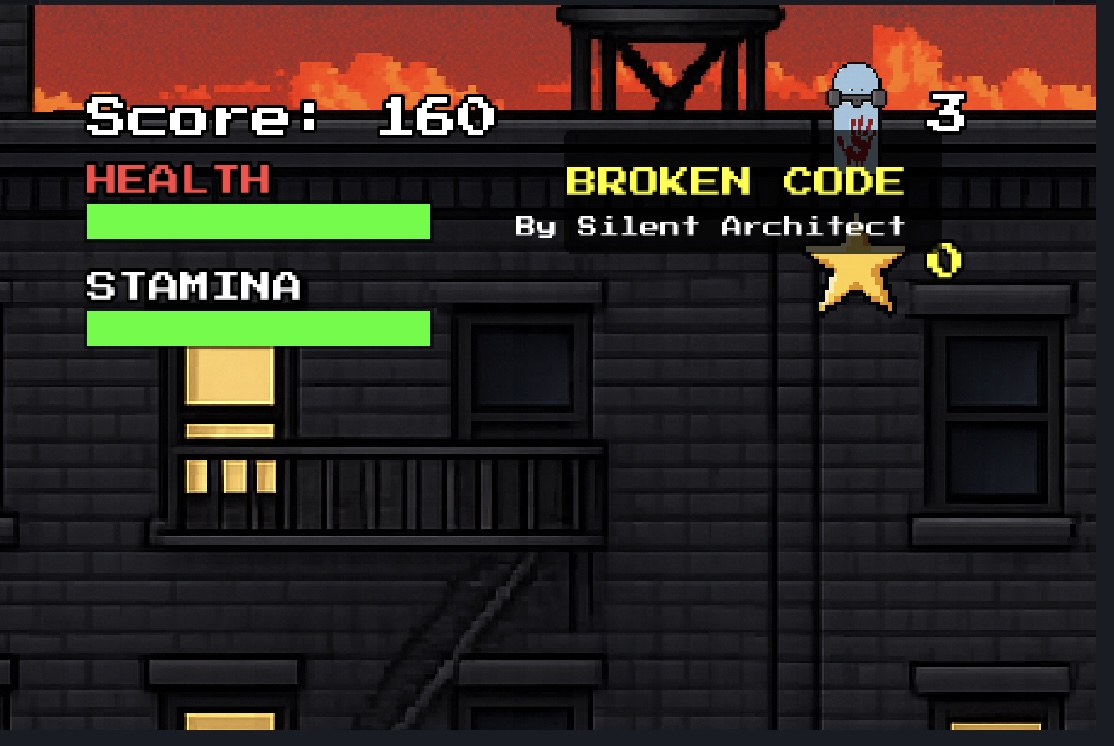 Score: 160
3
HEALTH
BROKEN CODE
By Silent Architect
0
STAMINA